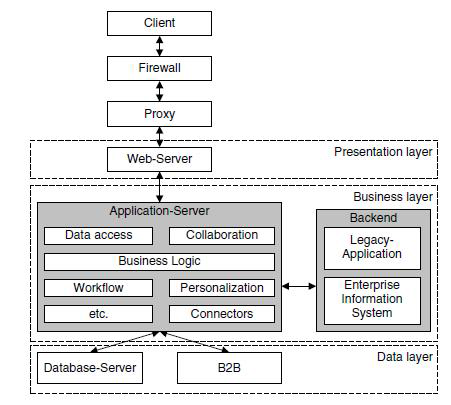 Client
Firewall
Proxy
Presentation layer
Web-Server
Business layer
Application-Server
Backend
Data access
Collaboration
Legacy-
Application
Business Logic
Workflow
Personalization
Enterprise
Information
System
etc.
Connectors
Data layer
Database-Server
B2B